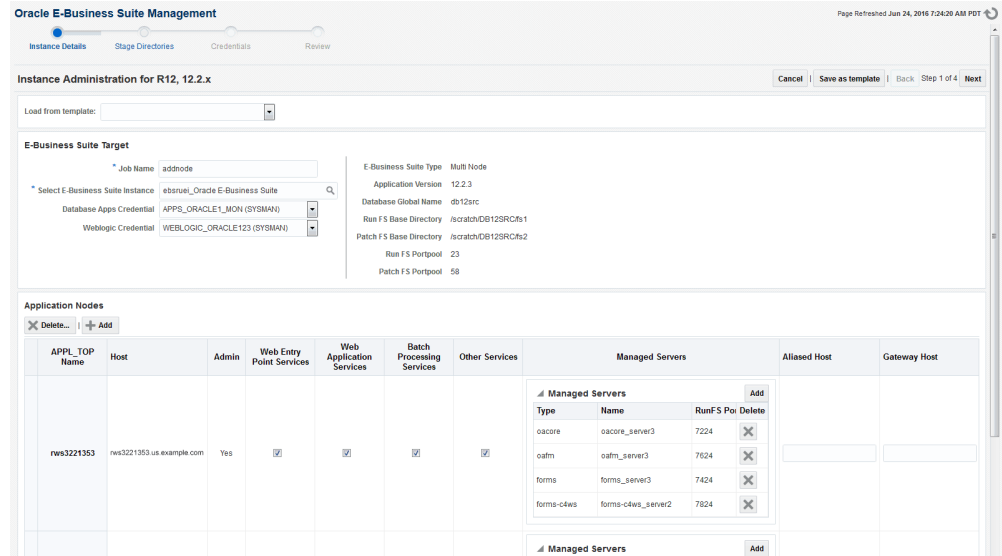 Oracle E-Business Suite Management
Page Refreshed Jun 24, 2016 7:24:20 AM PDT
Instance Details Stage Directories Credentials Review
Instance Administration for R12, 12.2.x
Cancel | Save as template | Back Step 1 of 4 Next
Load from template:
E-Business Suite Target
* Job Name addnode
* Select E-Business Suite Instance ebsruei_Oracle E-Business Suite
Database Apps Credential APPS_ORACLE1_MON (SYSMAN)
Weblogic Credential WEBLOGIC_ORACLE123 (SYSMAN)
E-Business Suite Type Multi Node
Application Version 12.2.3
Database Global Name db12src
Run FS Base Directory /scratch/DB12SRC/fs1
Patch FS Base Directory /scratch/DB12SRC/fs2
Run FS Portpool 23
Patch FS Portpool 58
Application Nodes
Delete... | Add
APPL_TOP Name Host Admin Web Entry Point Services Web Application Services Batch Processing Services Other Services Managed Servers Aliased Host Gateway Host
Managed Servers Add
Type Name RunFS Por Delete
oacore oacore_server3 7224
oafm oafm_server3 7624
rws3221353 rws3221353.us.example.com Yes
forms forms_server3 7424
forms-c4ws forms-c4ws_server2 7824
Managed Servers Add